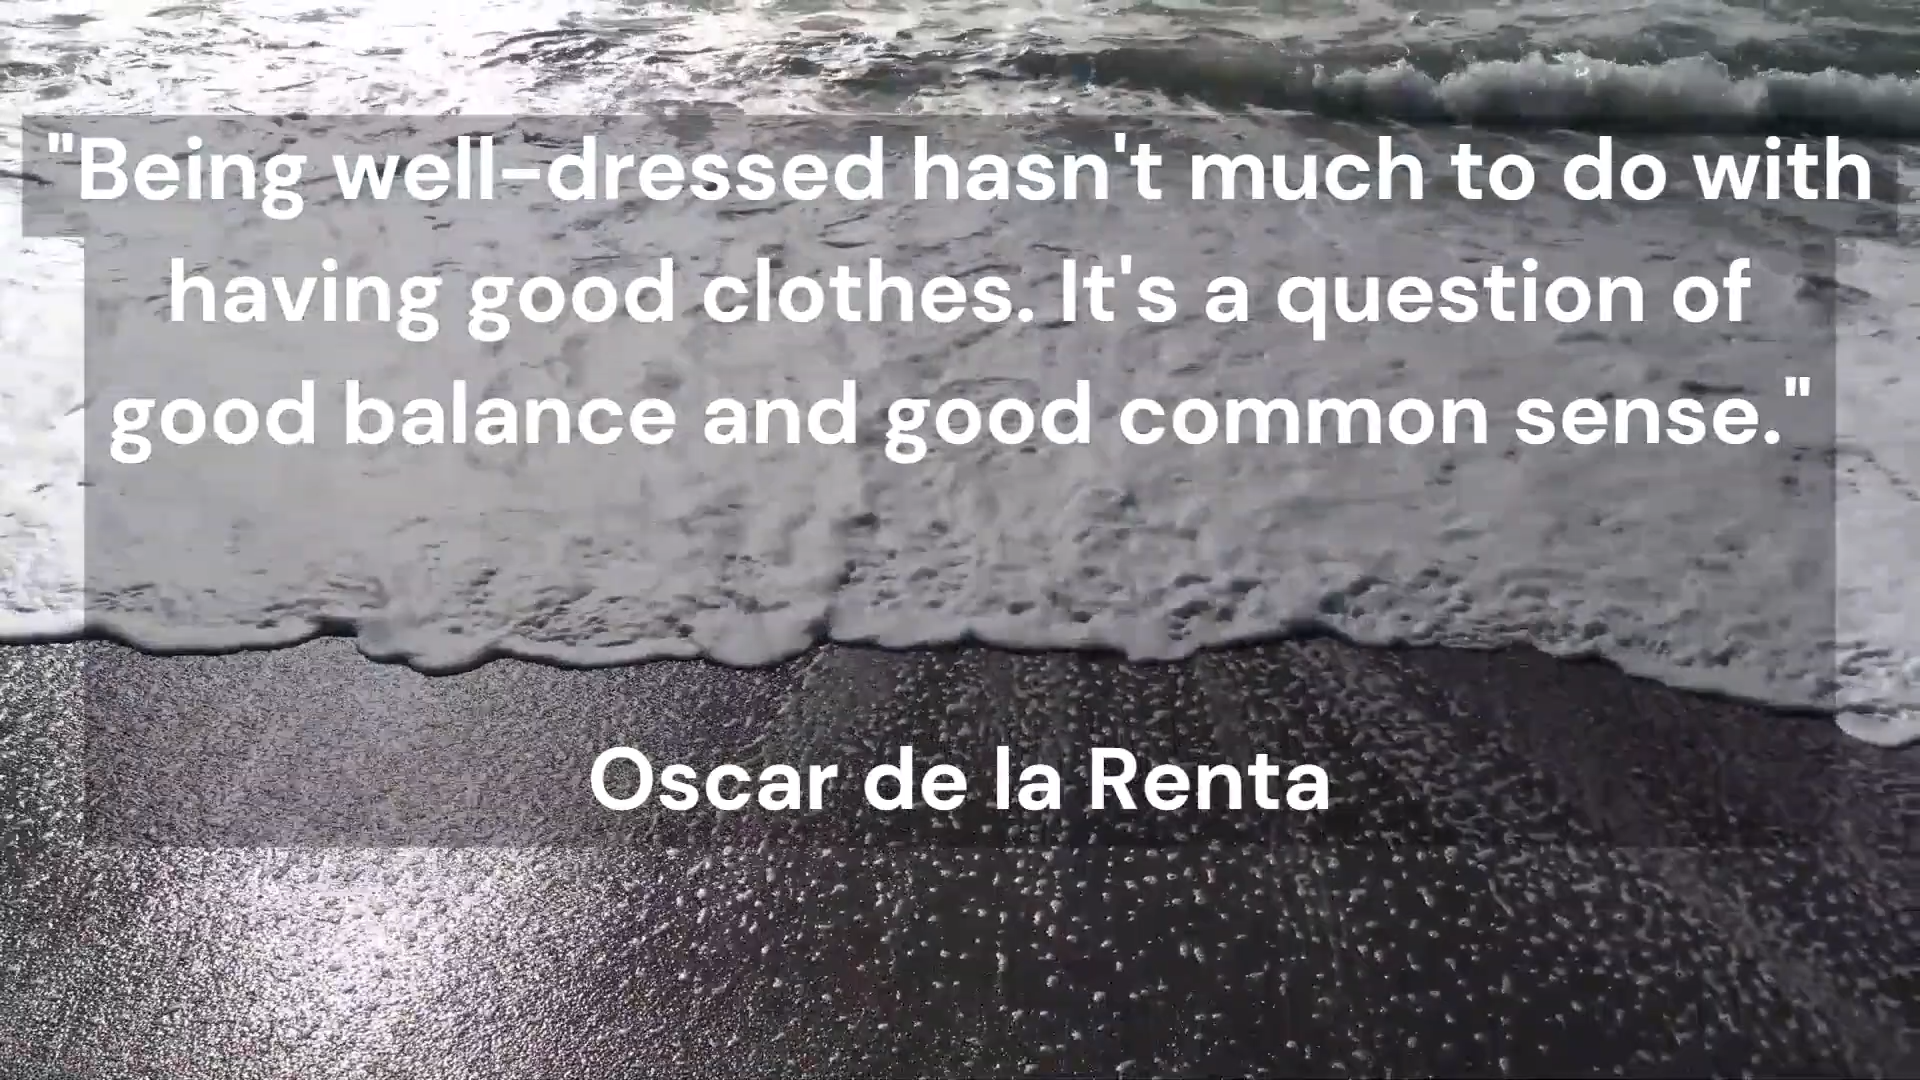 "Being well-dressed hasn't much to do with
having good clothes. It's a question of
good balance and good common sense."
Oscar de la Renta